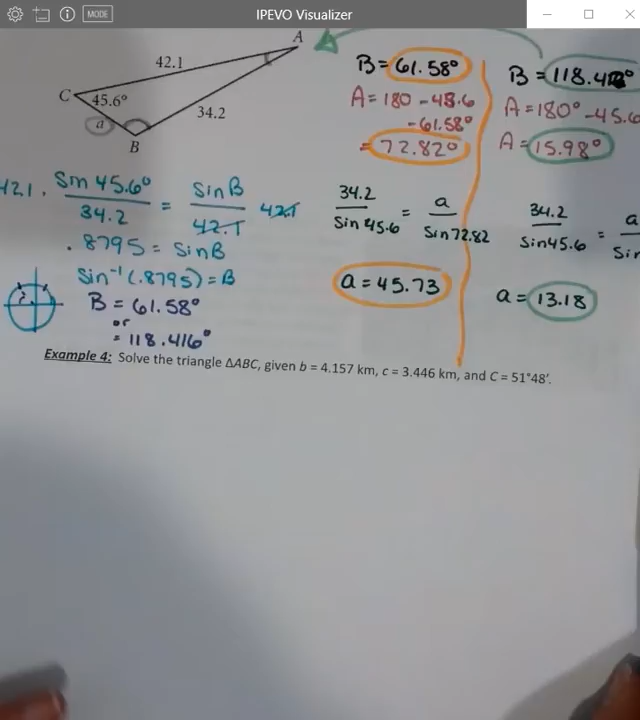 IPEVO Visualizer
MODE
A
42.1
C
45.6°
34.2
a
B
42.1 . Sin 45.6° / 34.2 = Sin B / 42.1 42.1
.8795 = Sin B
Sin⁻¹(.8795) = B
B = 61.58°
or
= 118.416°
B = 61.58°
A = 180 - 45.6
- 61.58°
= 72.82°
34.2 / Sin 45.6 = a / Sin 72.82
a = 45.73
B = 118.4
A = 180° - 45.6
A = 15.98°
34.2 / Sin 45.6 = a / Sin
a = 13.18
Example 4: Solve the triangle ΔABC, given b = 4.157 km, c = 3.446 km, and C = 51°48′.